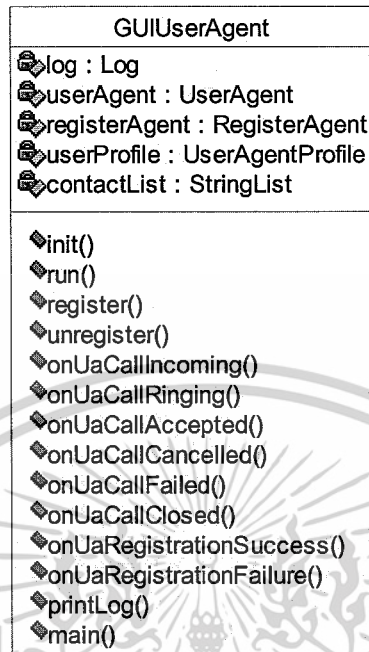 GUIUserAgent
log : Log
userAgent : UserAgent
registerAgent : RegisterAgent
userProfile : UserAgentProfile
contactList : StringList
init()
run()
register()
unregister()
onUaCallIncoming()
onUaCallRinging()
onUaCallAccepted()
onUaCallCancelled()
onUaCallFailed()
onUaCallClosed()
onUaRegistrationSuccess()
onUaRegistrationFailure()
printLog()
main()